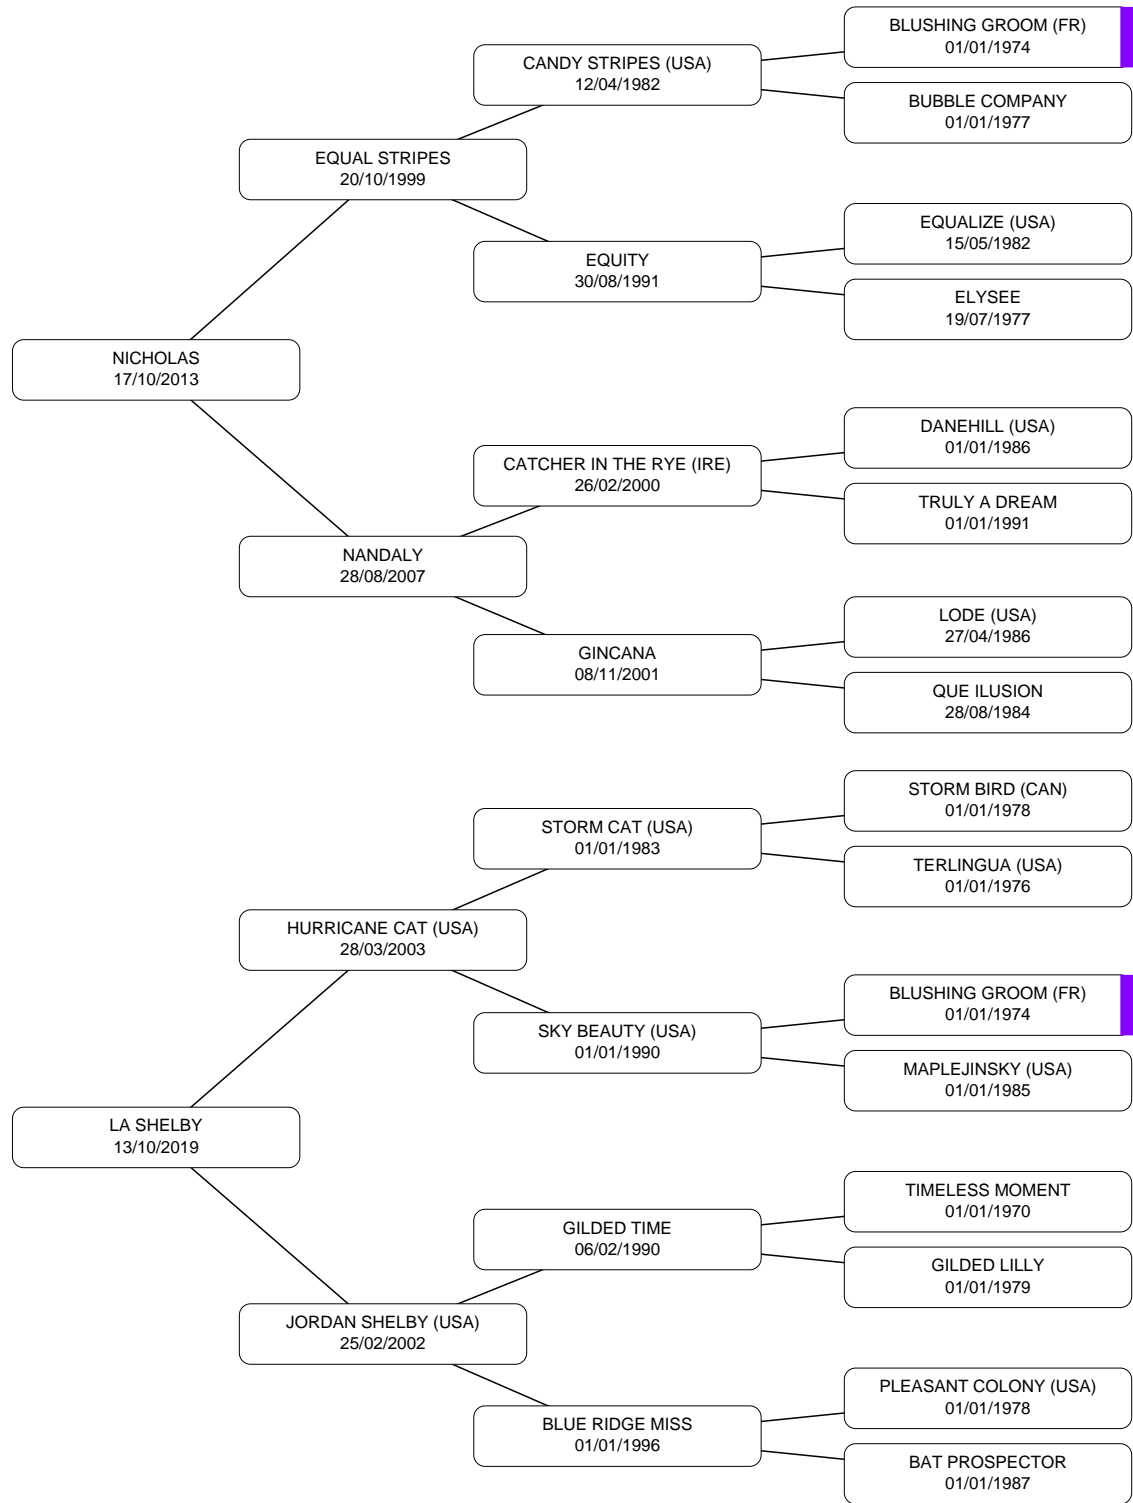 BLUSHING GROOM (FR)
01/01/1974
CANDY STRIPES (USA)
12/04/1982
BUBBLE COMPANY
01/01/1977
EQUAL STRIPES
20/10/1999
EQUALIZE (USA)
15/05/1982
EQUITY
30/08/1991
ELYSEE
19/07/1977
NICHOLAS
17/10/2013
DANEHILL (USA)
01/01/1986
CATCHER IN THE RYE (IRE)
26/02/2000
TRULY A DREAM
01/01/1991
NANDALY
28/08/2007
LODE (USA)
27/04/1986
GINCANA
08/11/2001
QUE ILUSION
28/08/1984
STORM BIRD (CAN)
01/01/1978
STORM CAT (USA)
01/01/1983
TERLINGUA (USA)
01/01/1976
HURRICANE CAT (USA)
28/03/2003
BLUSHING GROOM (FR)
01/01/1974
SKY BEAUTY (USA)
01/01/1990
MAPLEJINSKY (USA)
01/01/1985
LA SHELBY
13/10/2019
TIMELESS MOMENT
01/01/1970
GILDED TIME
06/02/1990
GILDED LILLY
01/01/1979
JORDAN SHELBY (USA)
25/02/2002
PLEASANT COLONY (USA)
01/01/1978
BLUE RIDGE MISS
01/01/1996
BAT PROSPECTOR
01/01/1987